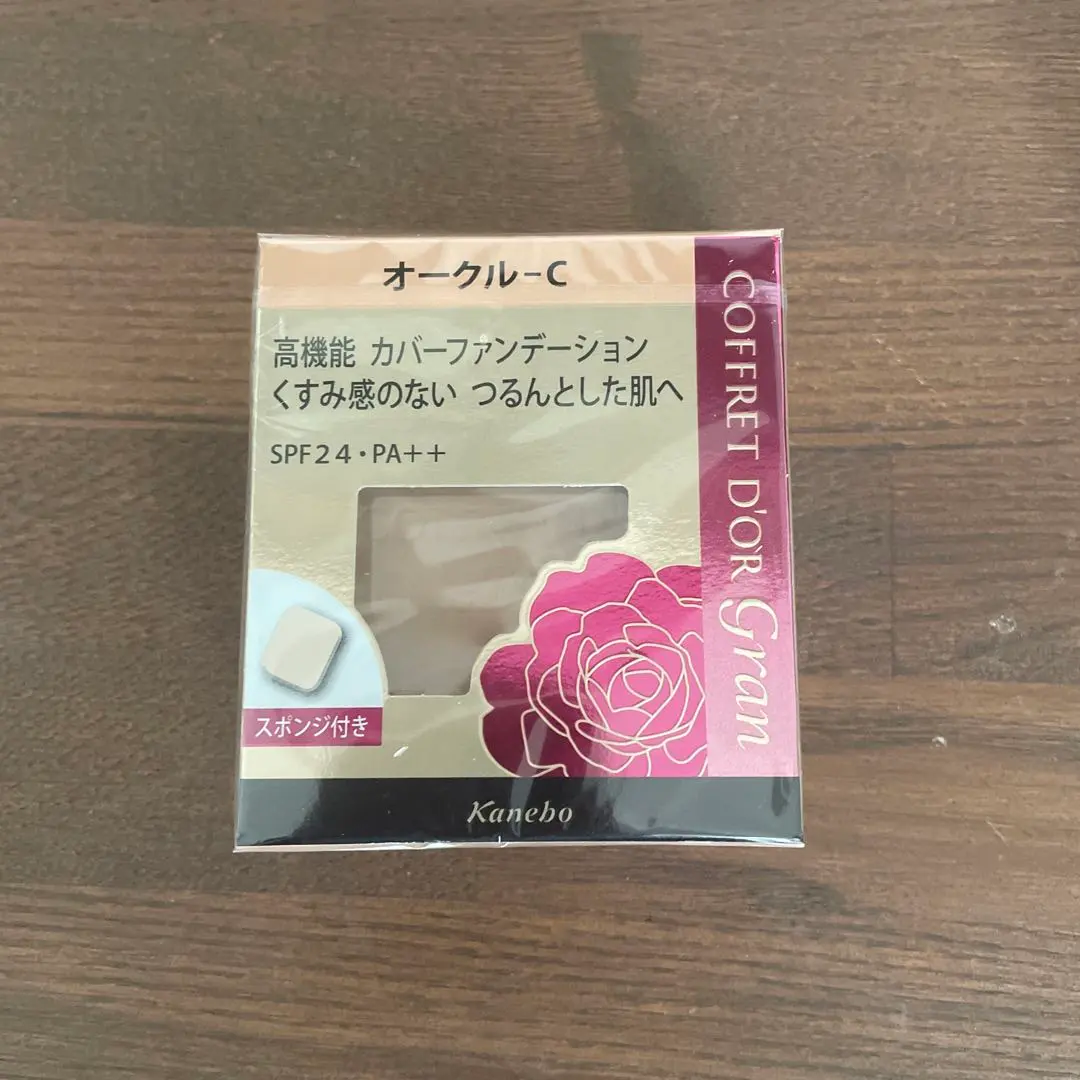 オークル-C
高機能 カバーファンデーション
くすみ感のない つるんとした肌へ
SPF24・PA++
スポンジ付き
COFFRET D'OR Gran
Kanebo